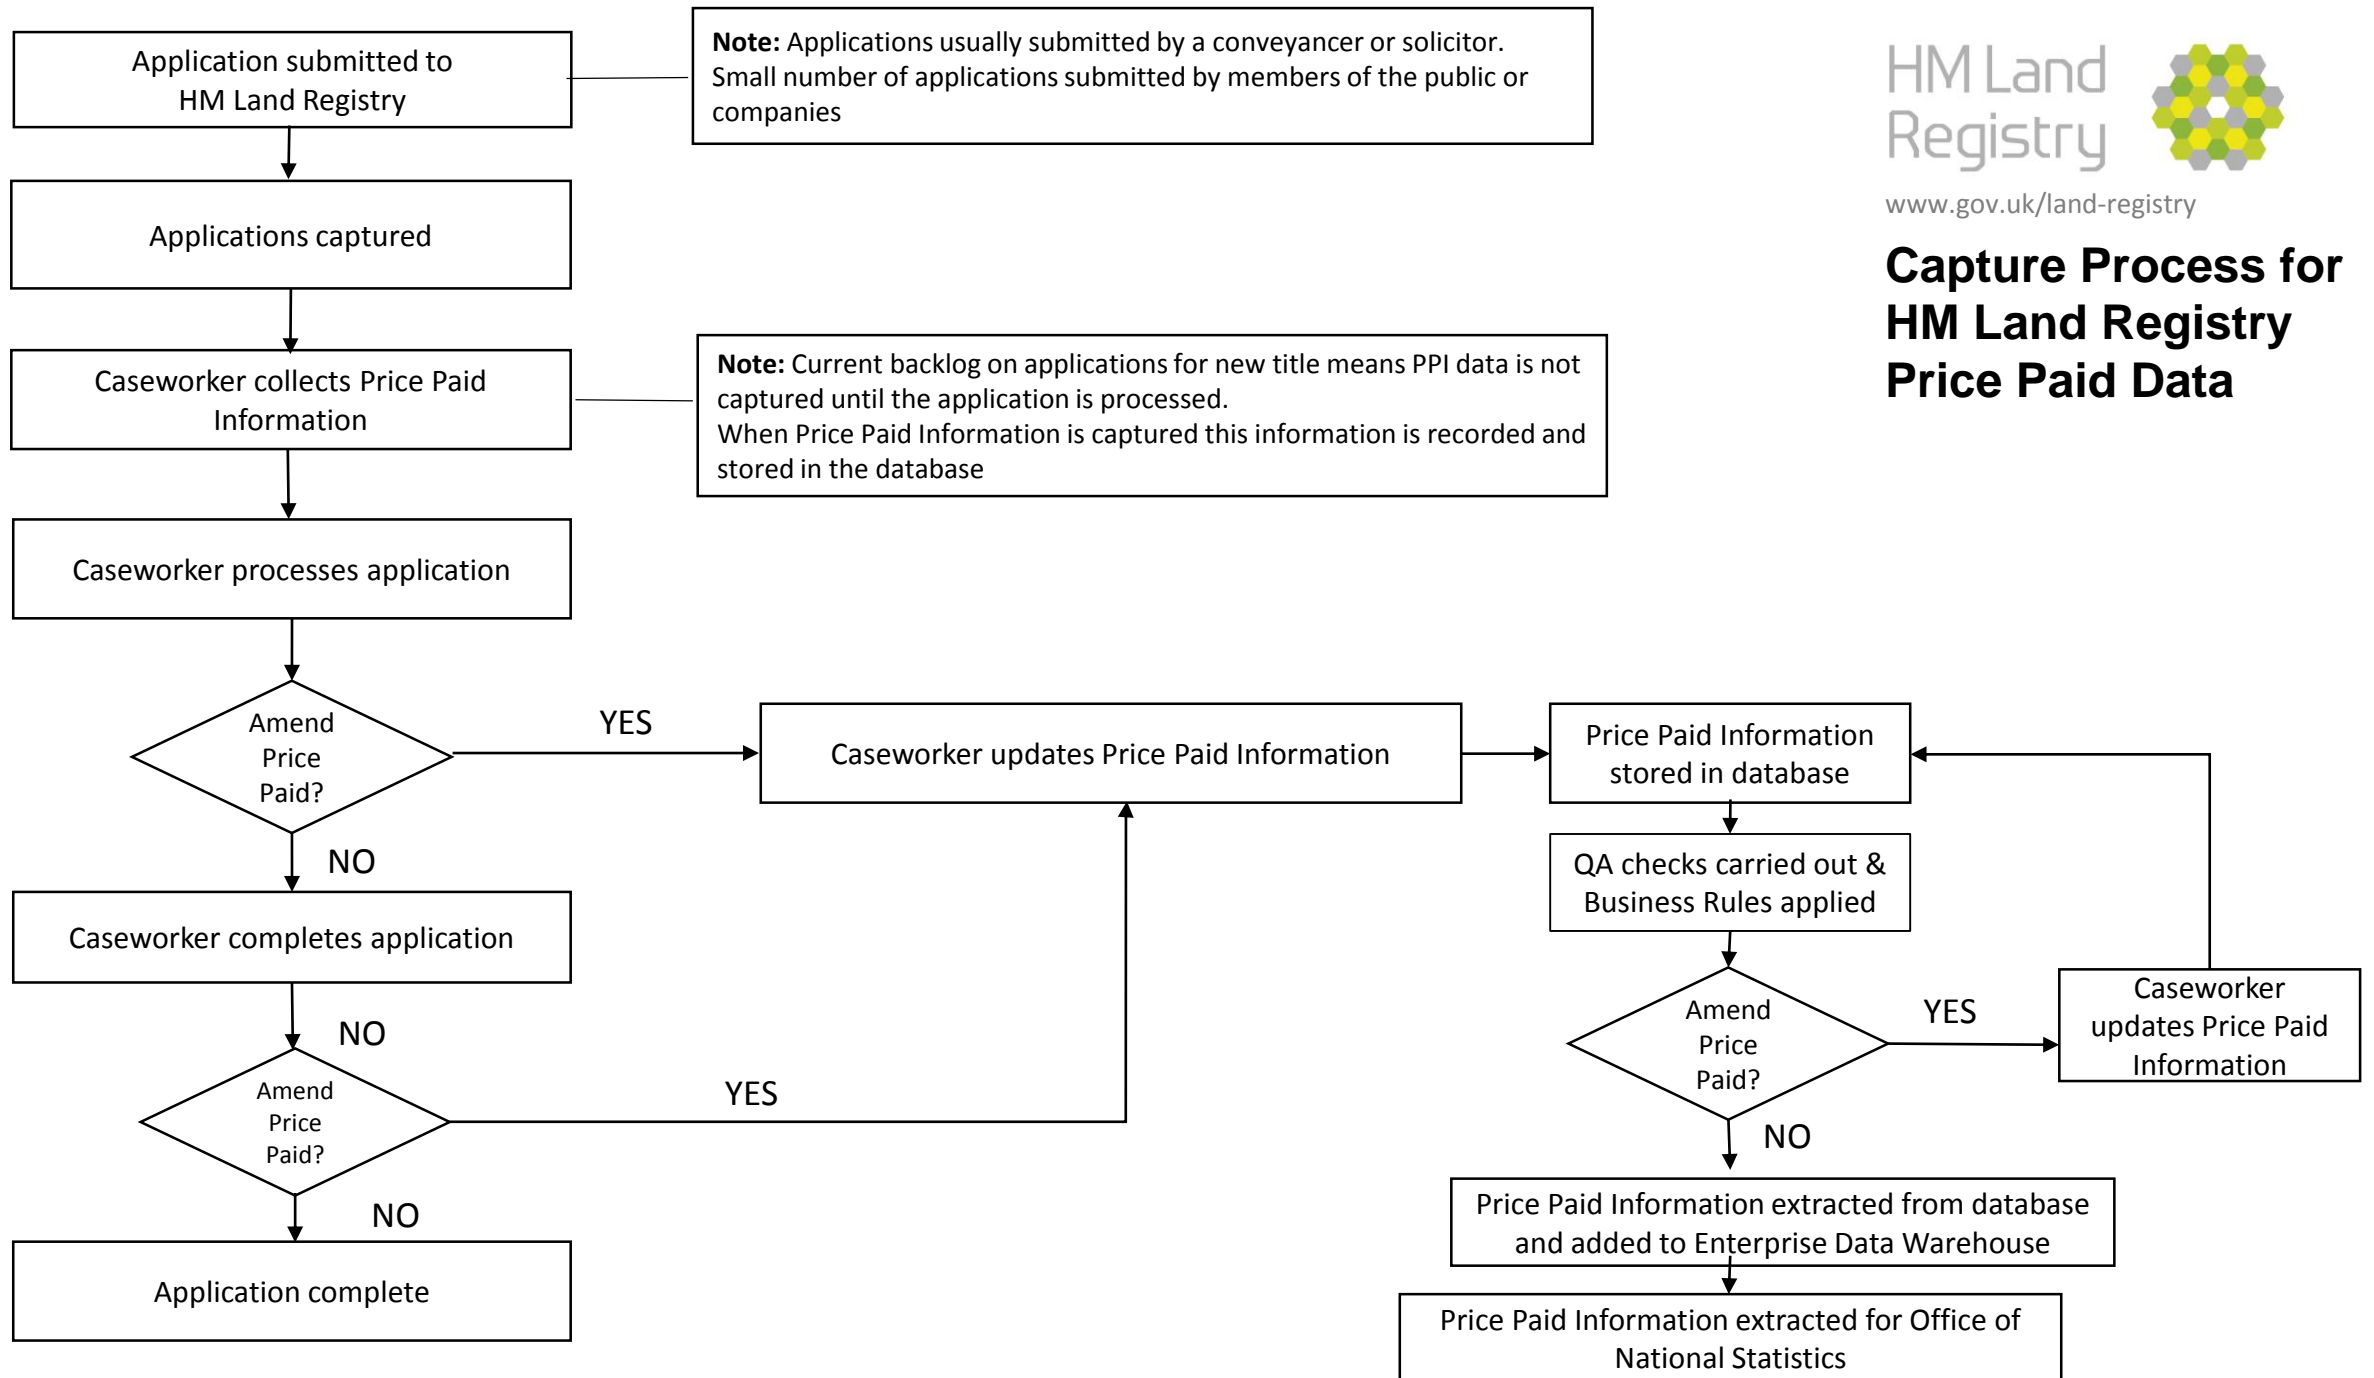 Application submitted to
HM Land Registry
Note: Applications usually submitted by a conveyancer or solicitor.
Small number of applications submitted by members of the public or
companies
HM Land
Registry
www.gov.uk/land-registry
Capture Process for
HM Land Registry
Price Paid Data
Applications captured
Caseworker collects Price Paid
Information
Note: Current backlog on applications for new title means PPI data is not
captured until the application is processed.
When Price Paid Information is captured this information is recorded and
stored in the database
Caseworker processes application
Amend
Price
Paid?
YES
Caseworker updates Price Paid Information
Price Paid Information
stored in database
NO
QA checks carried out &
Business Rules applied
Caseworker completes application
NO
Amend
Price
Paid?
YES
Amend
Price
Paid?
YES
Caseworker
updates Price Paid
Information
NO
NO
Price Paid Information extracted from database
and added to Enterprise Data Warehouse
Application complete
Price Paid Information extracted for Office of
National Statistics